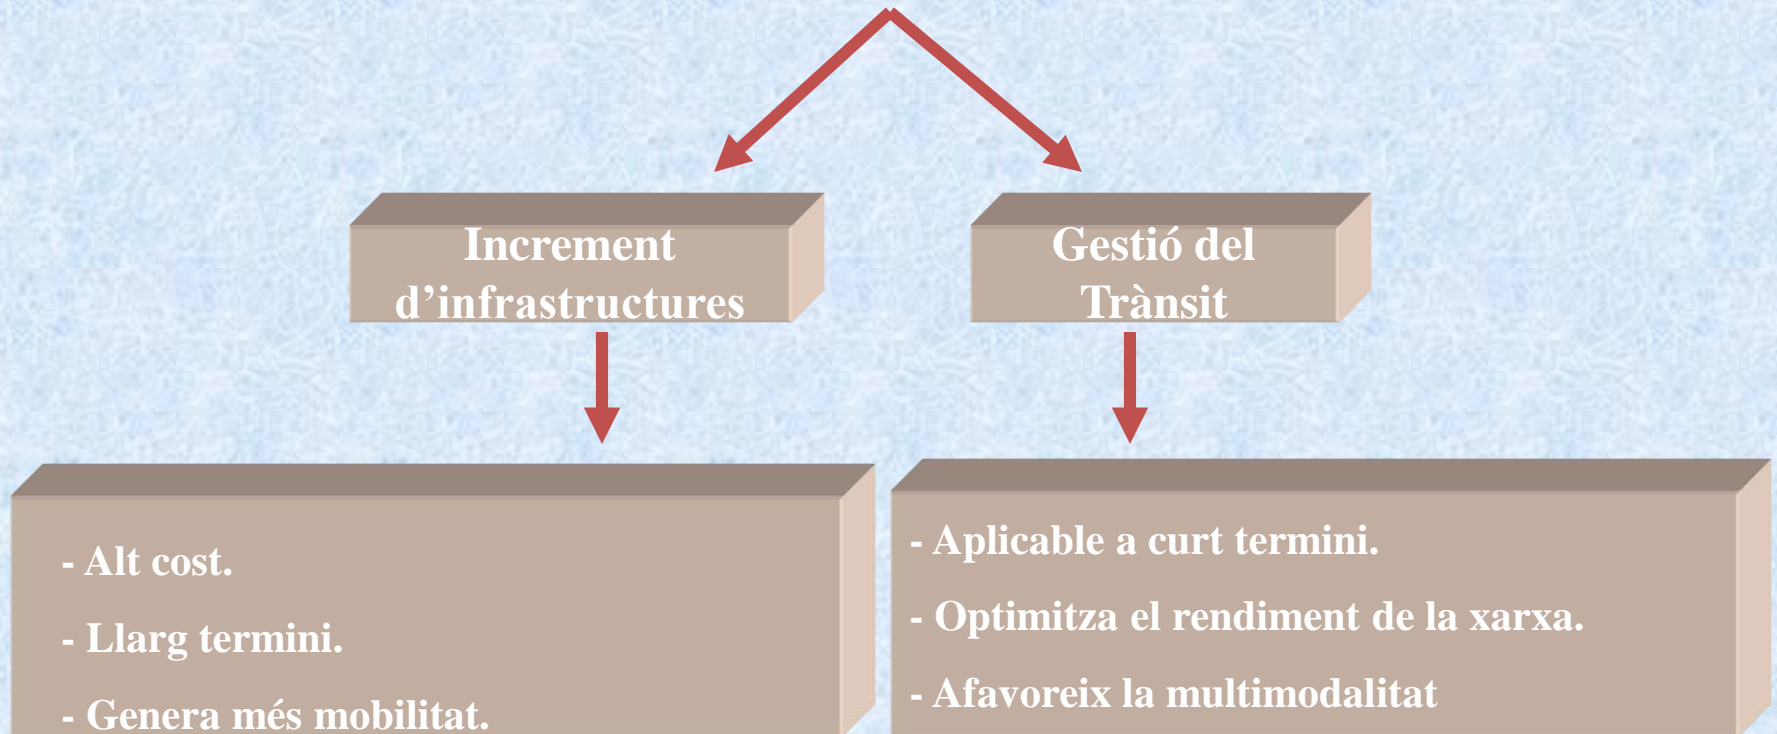 Increment
d’infrastructures
Gestió del
Trànsit
- Alt cost.
- Llarg termini.
- Genera més mobilitat.
- Aplicable a curt termini.
- Optimitza el rendiment de la xarxa.
- Afavoreix la multimodalitat